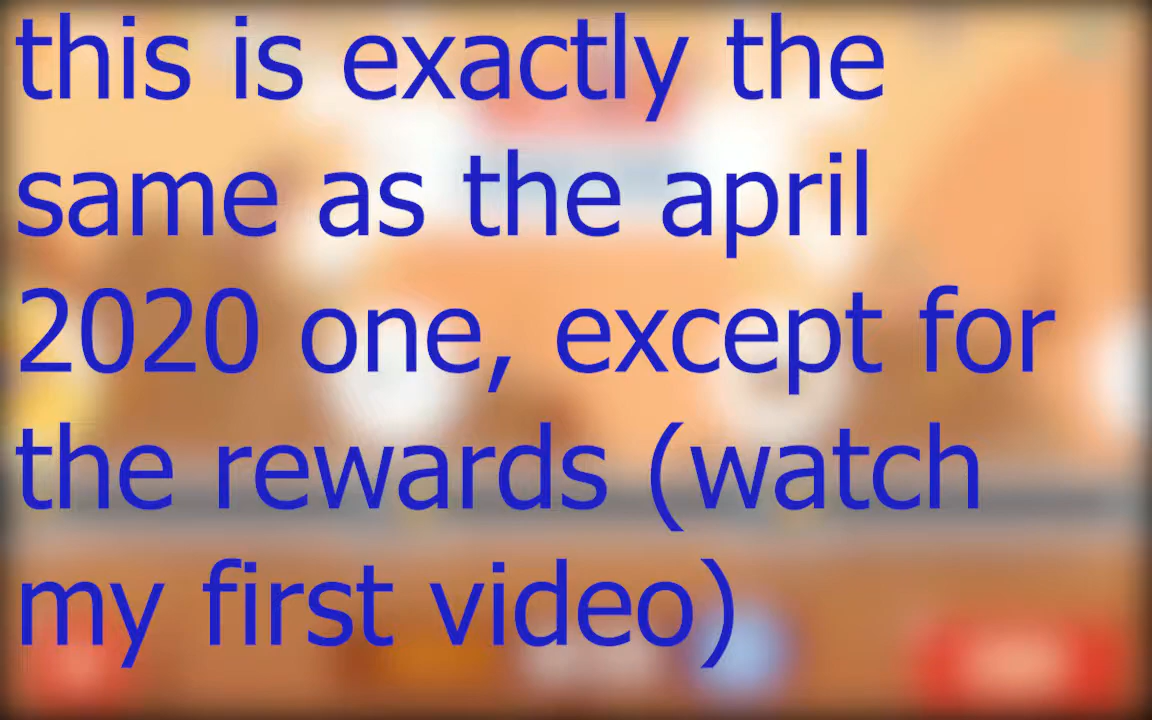 this is exactly the
same as the april
2020 one, except for
the rewards (watch
my first video)